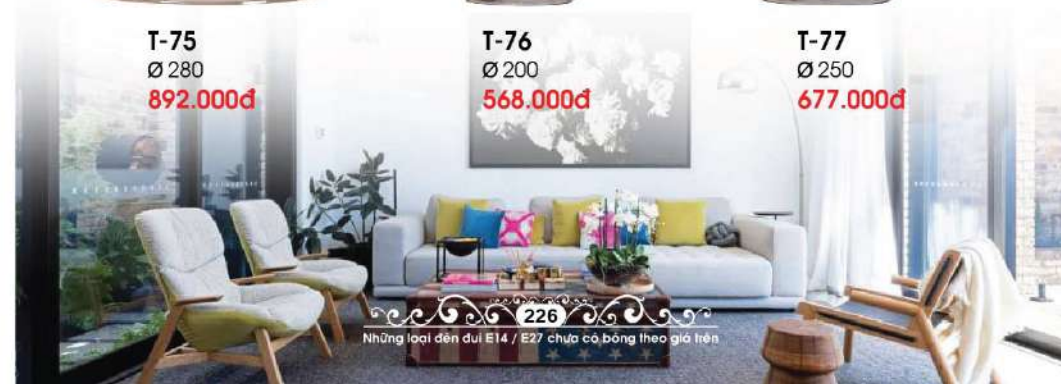 T-75
Ø 280
892.000đ
T-76
Ø 200
568.000đ
T-77
Ø 250
677.000đ
226
Những loại đèn đui E14 / E27 chưa có bóng theo giá trên